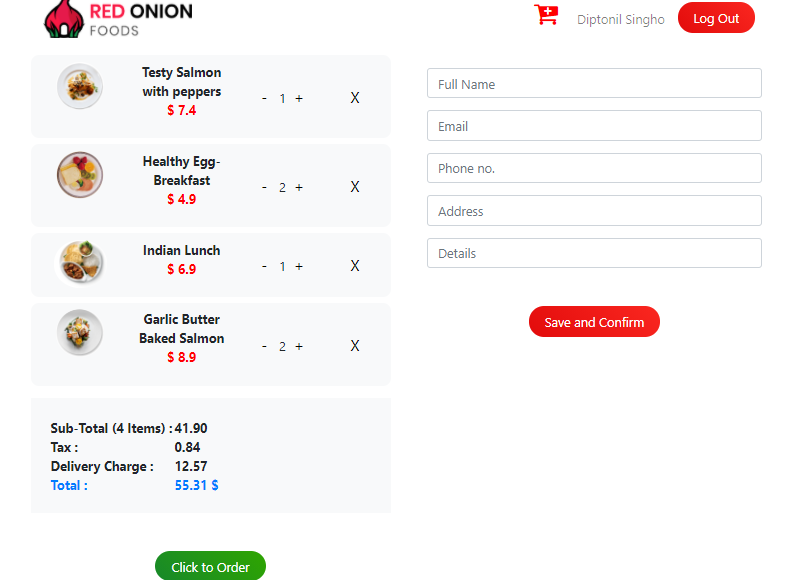 RED ONION
FOODS
Diptonil Singho
Log Out
Testy Salmon
with peppers
$ 7.4
- 1 +
X
Healthy Egg-
Breakfast
$ 4.9
- 2 +
X
Indian Lunch
$ 6.9
- 1 +
X
Garlic Butter
Baked Salmon
$ 8.9
- 2 +
X
Sub-Total (4 Items) : 41.90
Tax : 0.84
Delivery Charge : 12.57
Total : 55.31 $
Click to Order
Full Name
Email
Phone no.
Address
Details
Save and Confirm